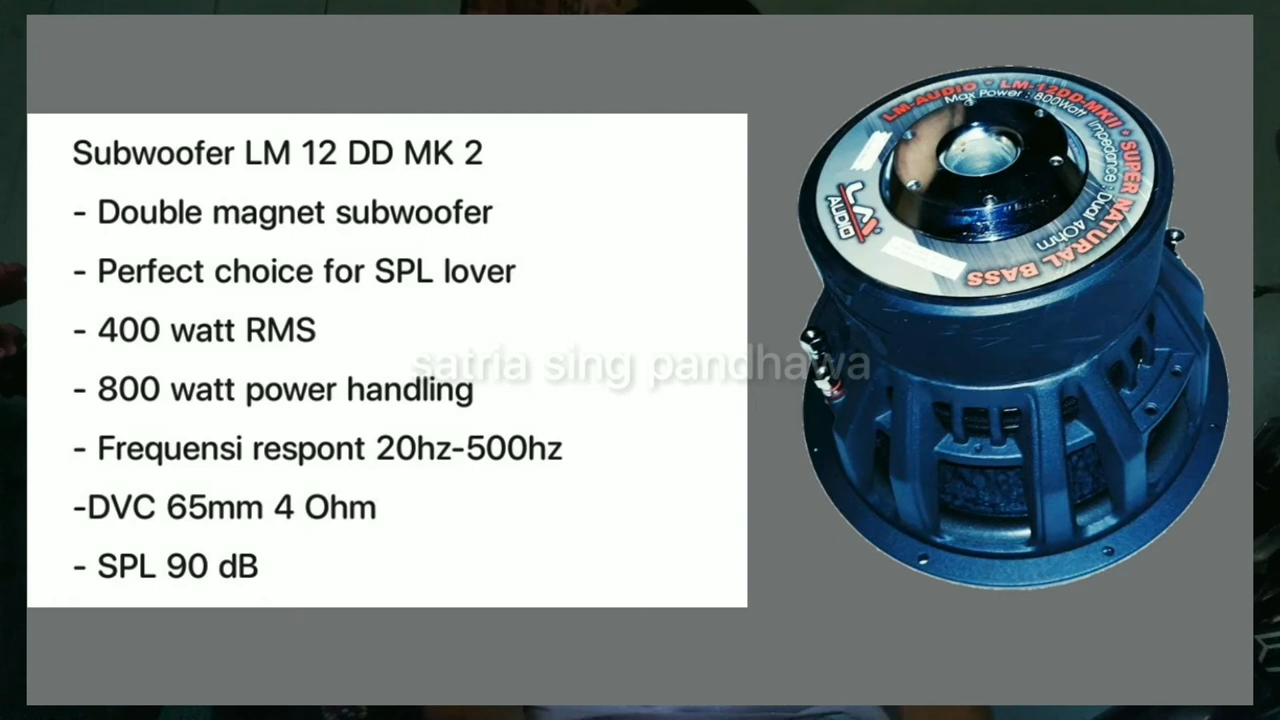 Subwoofer LM 12 DD MK 2
- Double magnet subwoofer
- Perfect choice for SPL lover
- 400 watt RMS
- 800 watt power handling
- Frequensi respont 20hz-500hz
-DVC 65mm 4 Ohm
- SPL 90 dB
satria sing pandhawa
LM-AUDIO * LM-12DD-MKII * SUPER NATURAL BASS
Max Power : 800Watt Impedance : Dual 4Ohm
LM AUDIO